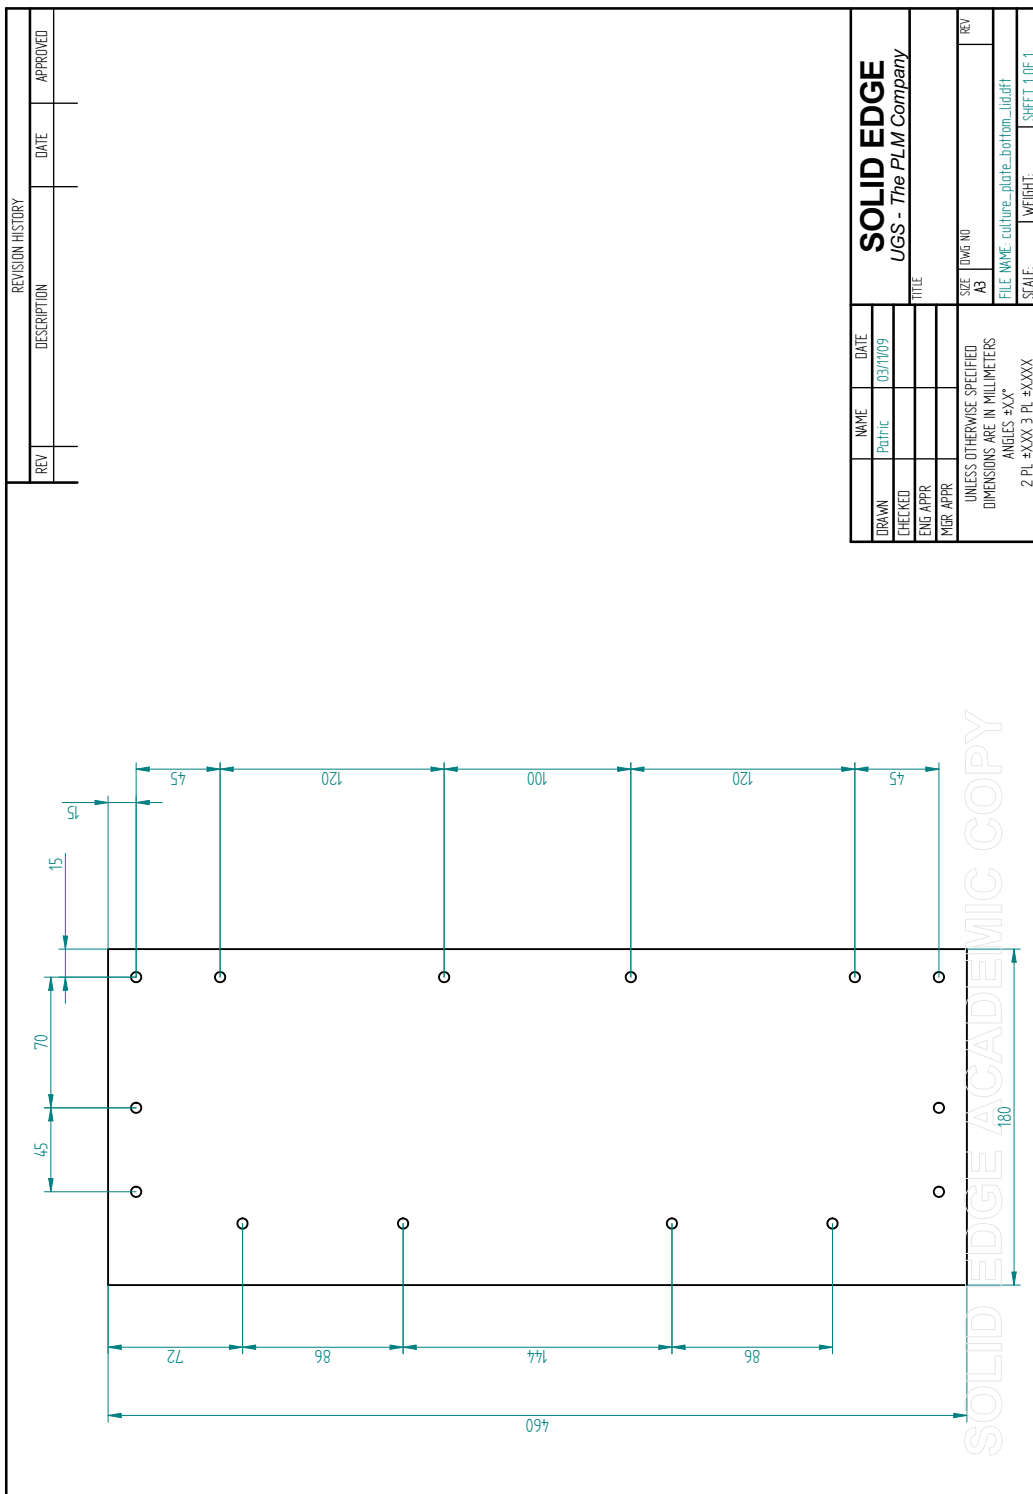 REVISION HISTORY
REV DESCRIPTION DATE APPROVED
45
120
100
120
45
15
15
70
45
72
86
144
86
460
180
SOLID EDGE ACADEMIC COPY
NAME DATE
DRAWN Patric 03/11/09
CHECKED
ENG APPR
MGR APPR
UNLESS OTHERWISE SPECIFIED
DIMENSIONS ARE IN MILLIMETERS
ANGLES ±X.X°
2 PL ±X.XX 3 PL ±X.XXX
SOLID EDGE
UGS - The PLM Company
TITLE
SIZE DWG NO REV
A3
FILE NAME: culture_plate_bottom_lid.dft
SCALE: WEIGHT: SHEET 1 OF 1